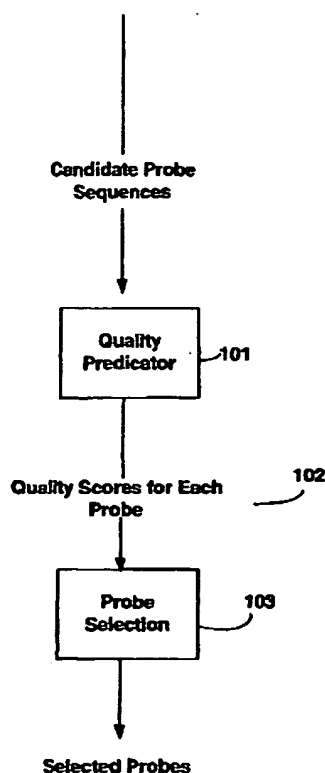 Candidate Probe
Sequences
Quality
Predicator
101
Quality Scores for Each
Probe
102
Probe
Selection
103
Selected Probes